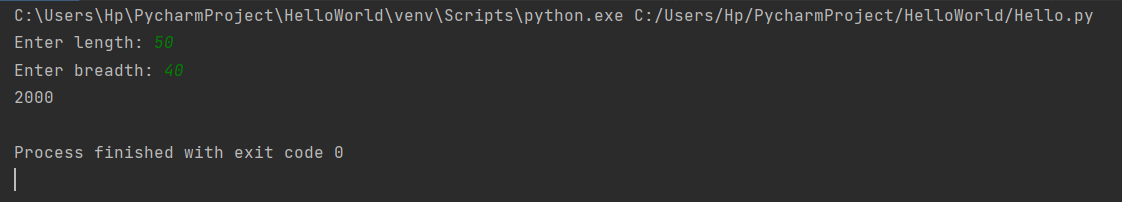 C:\Users\Hp\PycharmProject\HelloWorld\venv\Scripts\python.exe C:/Users/Hp/PycharmProject/HelloWorld/Hello.py
Enter length: 50
Enter breadth: 40
2000
Process finished with exit code 0